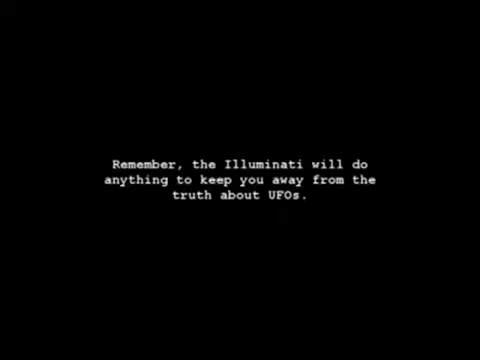 Remember, the Illuminati will do
anything to keep you away from the
truth about UFOs.